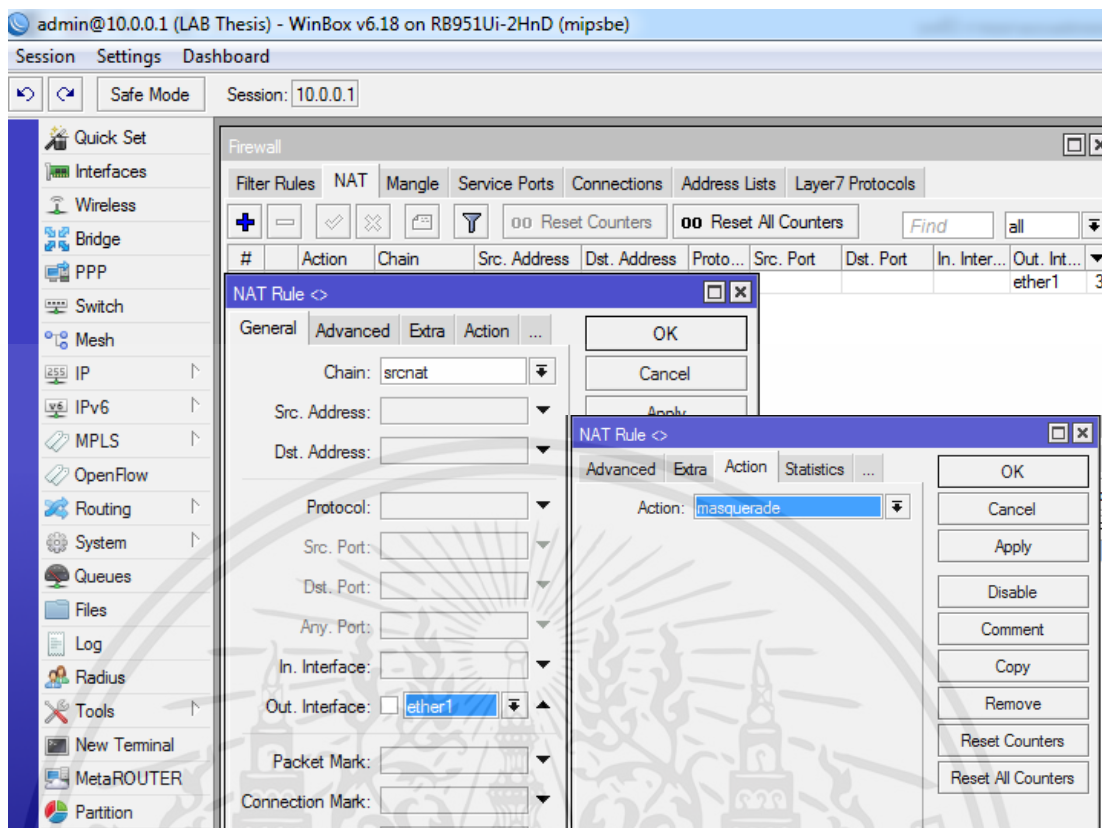 admin@10.0.0.1 (LAB Thesis) - WinBox v6.18 on RB951Ui-2HnD (mipsbe)
Session Settings Dashboard
Safe Mode Session: 10.0.0.1
Quick Set
Interfaces
Wireless
Bridge
PPP
Switch
Mesh
IP
IPv6
MPLS
OpenFlow
Routing
System
Queues
Files
Log
Radius
Tools
New Terminal
MetaROUTER
Partition
Firewall
Filter Rules NAT Mangle Service Ports Connections Address Lists Layer7 Protocols
00 Reset Counters 00 Reset All Counters Find all
# Action Chain Src. Address Dst. Address Proto... Src. Port Dst. Port In. Inter... Out. Int...
ether1 3
NAT Rule <>
General Advanced Extra Action ...
Chain: srcnat
Src. Address:
Dst. Address:
Protocol:
Src. Port:
Dst. Port:
Any. Port:
In. Interface:
Out. Interface: ether1
Packet Mark:
Connection Mark:
OK
Cancel
Apply
NAT Rule <>
Advanced Extra Action Statistics ...
Action: masquerade
OK
Cancel
Apply
Disable
Comment
Copy
Remove
Reset Counters
Reset All Counters